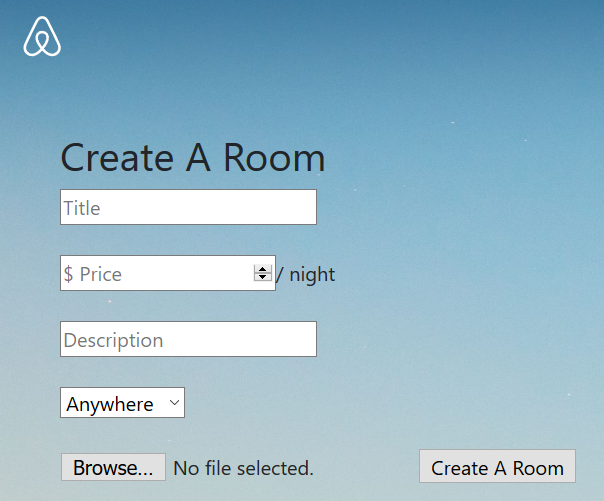 Create A Room
Title
$ Price / night
Description
Anywhere
Browse... No file selected. Create A Room